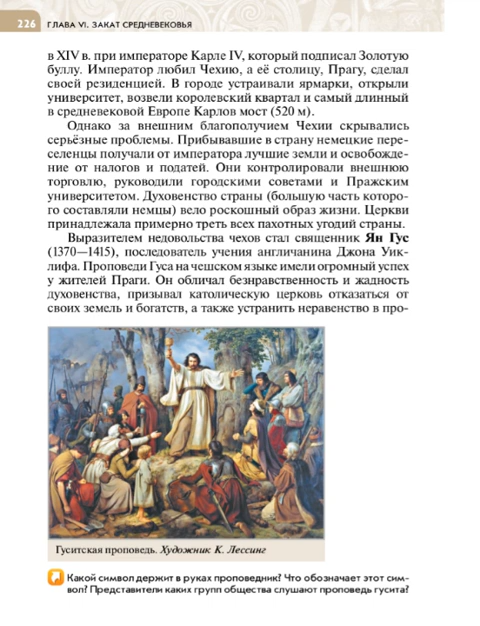 226 ГЛАВА VI. ЗАКАТ СРЕДНЕВЕКОВЬЯ
в XIV в. при императоре Карле IV, который подписал Золотую
буллу. Император любил Чехию, а её столицу, Прагу, сделал
своей резиденцией. В городе устраивали ярмарки, открыли
университет, возвели королевский квартал и самый длинный
в средневековой Европе Карлов мост (520 м).
Однако за внешним благополучием Чехии скрывались
серьёзные проблемы. Прибывавшие в страну немецкие пере-
селенцы получали от императора лучшие земли и освобожде-
ние от налогов и податей. Они контролировали внешнюю
торговлю, руководили городскими советами и Пражским
университетом. Духовенство страны (большую часть которо-
го составляли немцы) вело роскошный образ жизни. Церкви
принадлежала примерно треть всех пахотных угодий страны.
Выразителем недовольства чехов стал священник Ян Гус
(1370—1415), последователь учения англичанина Джона Уик-
лифа. Проповеди Гуса на чешском языке имели огромный успех
у жителей Праги. Он обличал безнравственность и жадность
духовенства, призывал католическую церковь отказаться от
своих земель и богатств, а также устранить неравенство в про-
Гуситская проповедь. Художник К. Лессинг
Какой символ держит в руках проповедник? Что обозначает этот сим-
вол? Представители каких групп общества слушают проповедь гусита?